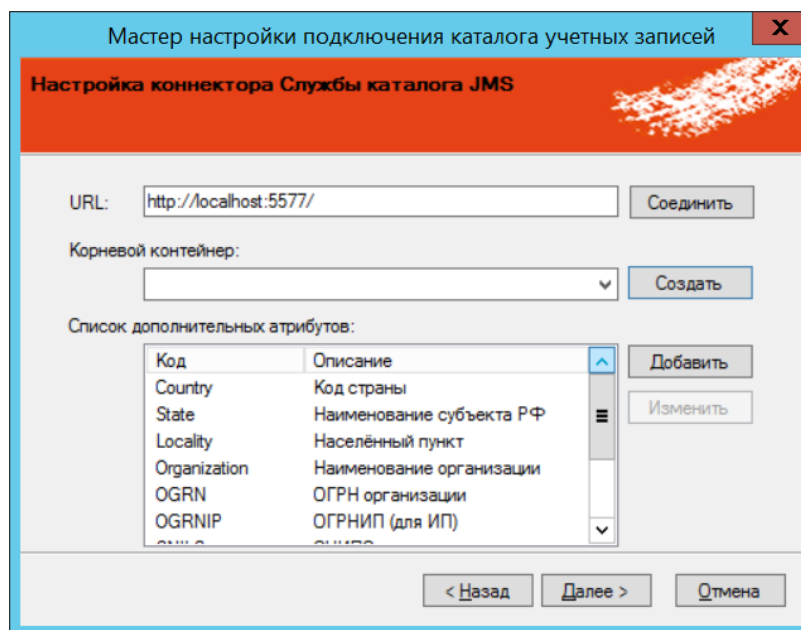 Мастер настройки подключения каталога учетных записей
x
Настройка коннектора Службы каталога JMS
URL: http://localhost:5577/ Соединить
Корневой контейнер:
Создать
Список дополнительных атрибутов:
Код Описание Добавить
Country Код страны
State Наименование субъекта РФ Изменить
Locality Населённый пункт
Organization Наименование организации
OGRN ОГРН организации
OGRNIP ОГРНИП (для ИП)
< Назад Далее > Отмена